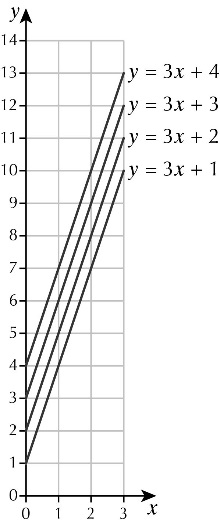 y
14
13
y = 3x + 4
12
y = 3x + 3
11
y = 3x + 2
10
y = 3x + 1
9
8
7
6
5
4
3
2
1
0
0 1 2 3 x